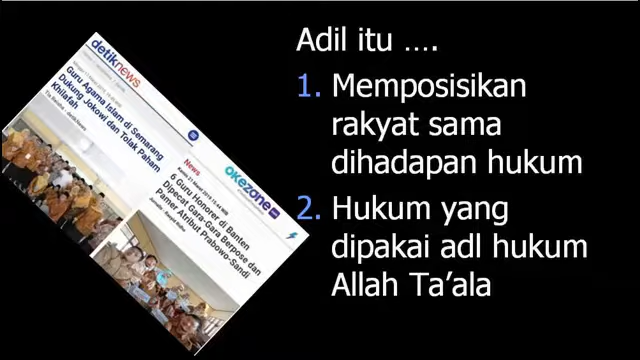 Adil itu ….
1. Memposisikan
rakyat sama
dihadapan hukum
2. Hukum yang
dipakai adl hukum
Allah Ta’ala
detiknews
Guru Agama Islam di Semarang
Dukung Jokowi dan Tolak Paham
Khilafah
OKEZONE
News
6 Guru Honorer di Banten
Dipecat Gara-Gara Berpose dan
Pamer Atribut Prabowo-Sandi